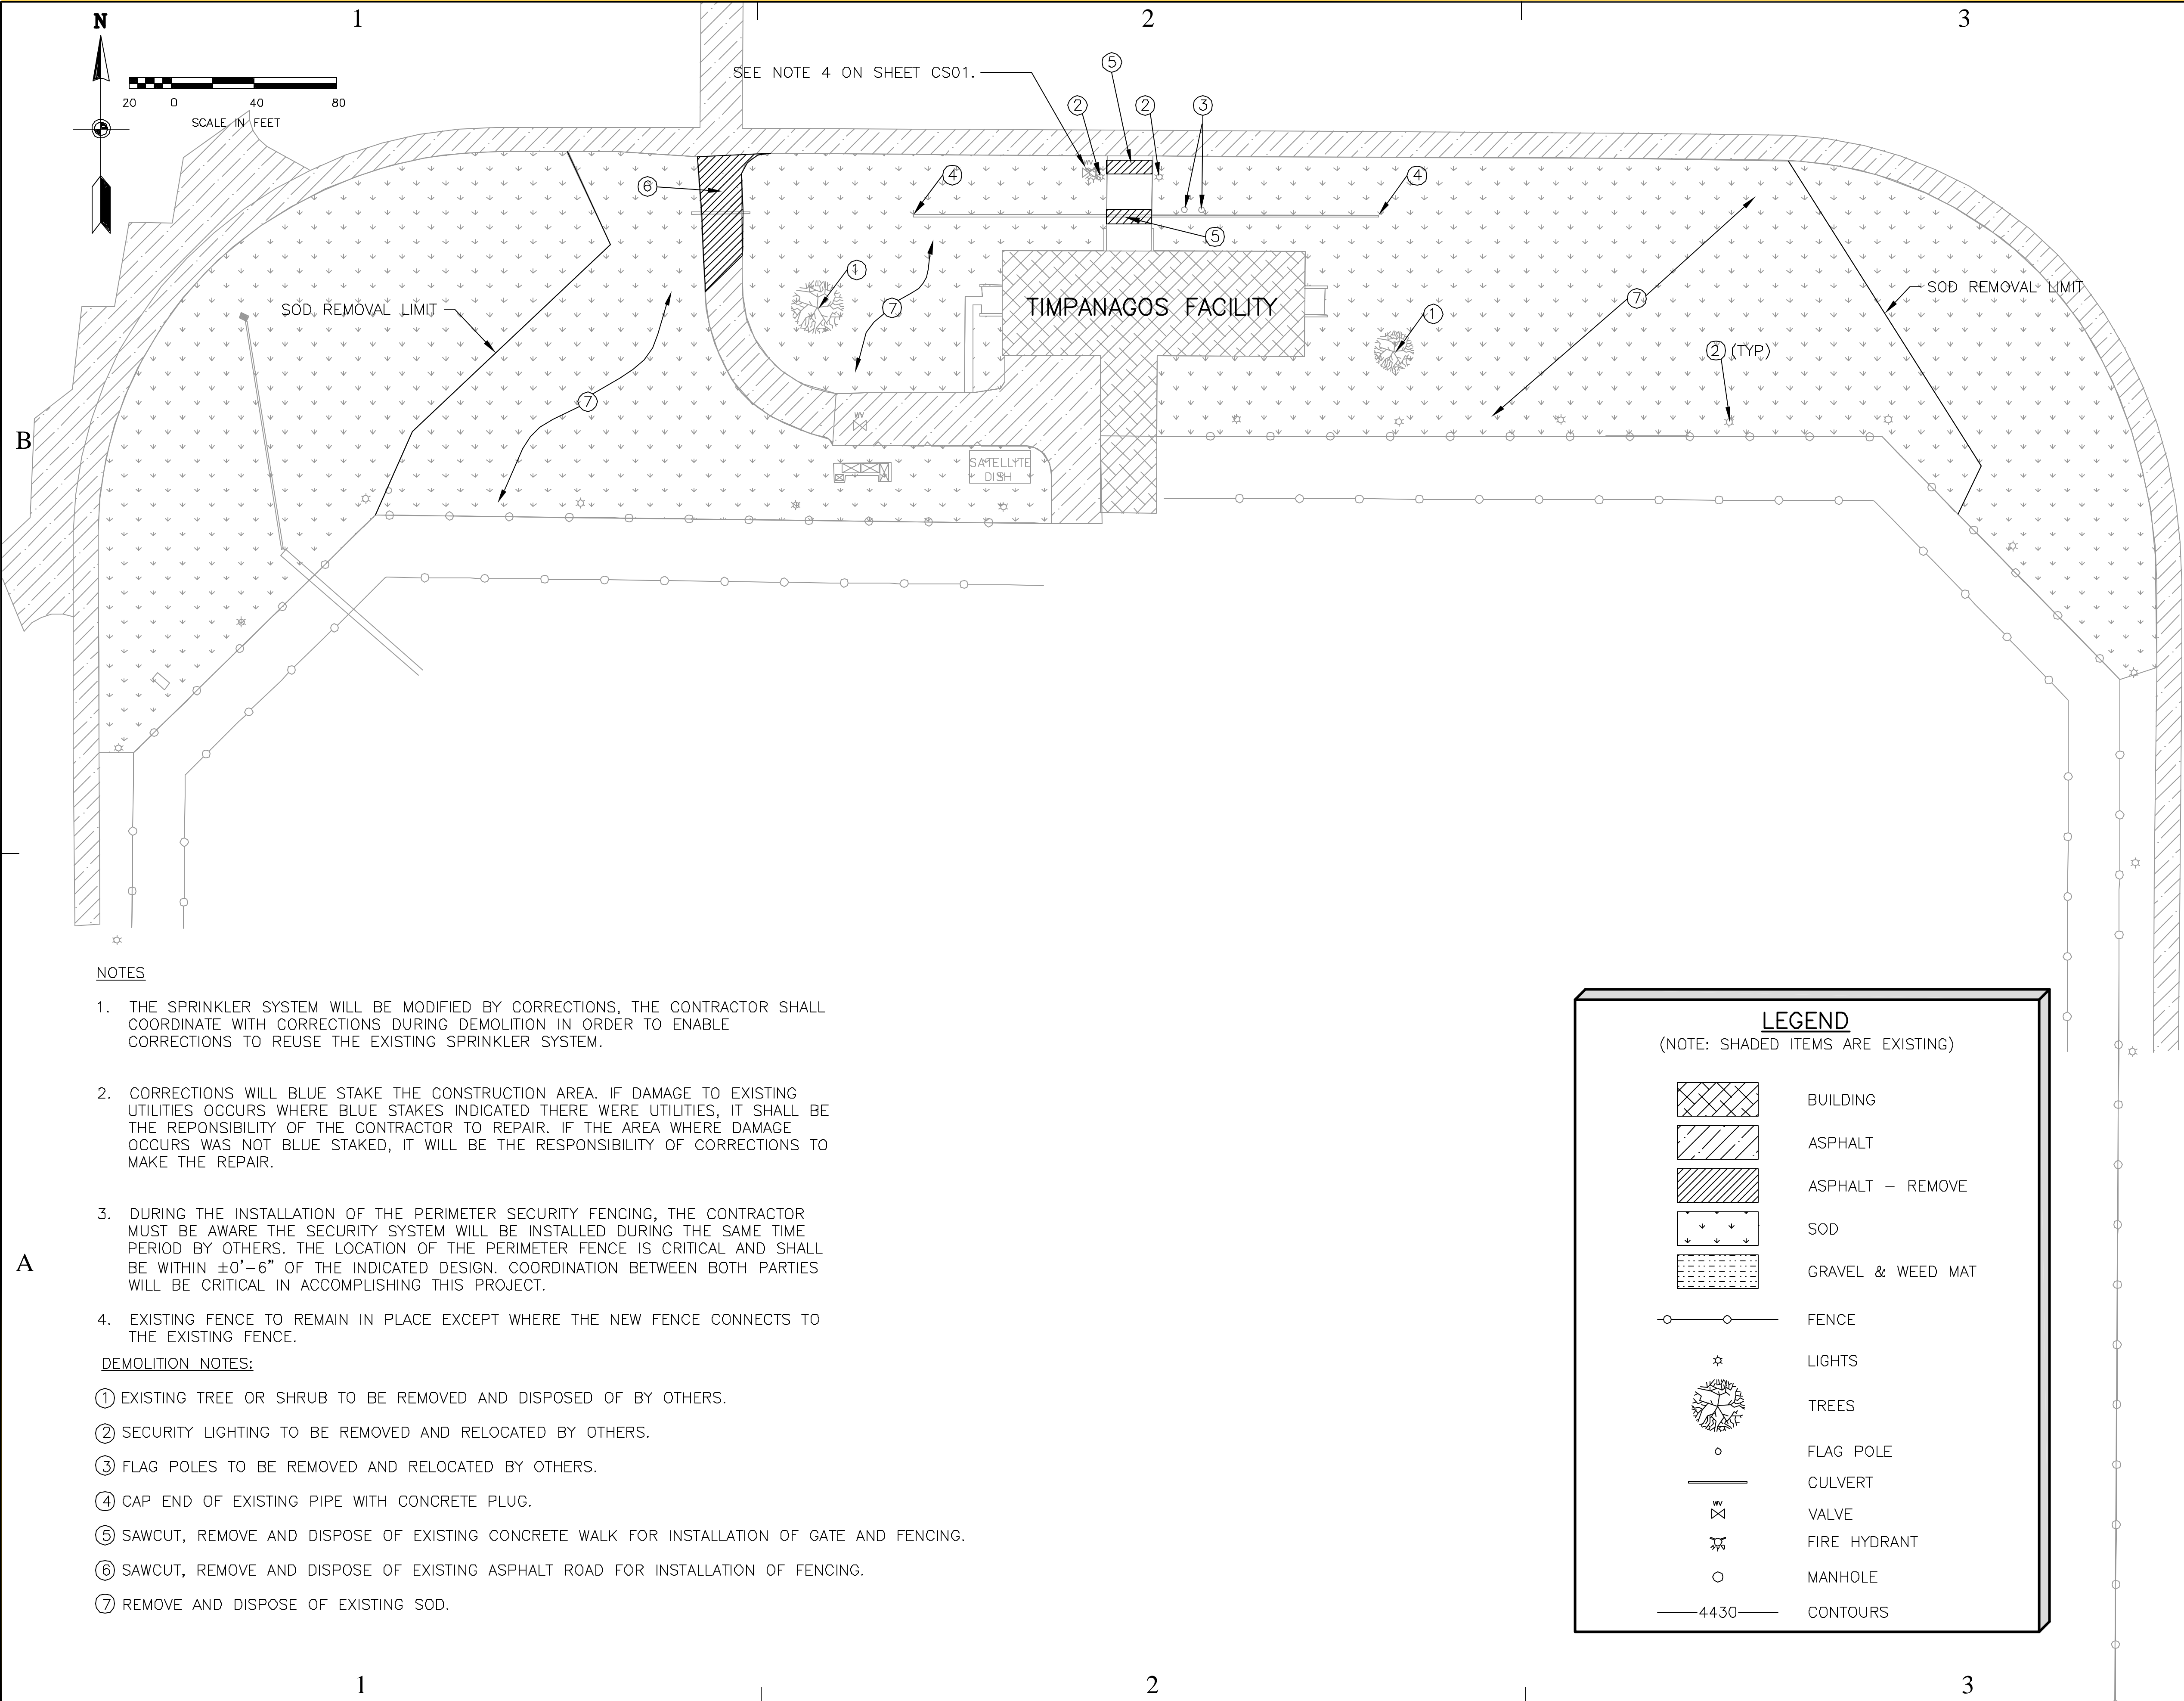 1
2
3
N
20 0 40 80
SCALE IN FEET
SEE NOTE 4 ON SHEET CS01.
5
2
2
3
6
4
4
5
1
7
TIMPANAGOS FACILITY
SOD REMOVAL LIMIT
7
SOD REMOVAL LIMIT
1
2 (TYP)
7
WV
WV
B
SATELLYTE
DISH
NOTES
1. THE SPRINKLER SYSTEM WILL BE MODIFIED BY CORRECTIONS, THE CONTRACTOR SHALL
COORDINATE WITH CORRECTIONS DURING DEMOLITION IN ORDER TO ENABLE
CORRECTIONS TO REUSE THE EXISTING SPRINKLER SYSTEM.
2. CORRECTIONS WILL BLUE STAKE THE CONSTRUCTION AREA. IF DAMAGE TO EXISTING
UTILITIES OCCURS WHERE BLUE STAKES INDICATED THERE WERE UTILITIES, IT SHALL BE
THE REPONSIBILITY OF THE CONTRACTOR TO REPAIR. IF THE AREA WHERE DAMAGE
OCCURS WAS NOT BLUE STAKED, IT WILL BE THE RESPONSIBILITY OF CORRECTIONS TO
MAKE THE REPAIR.
3. DURING THE INSTALLATION OF THE PERIMETER SECURITY FENCING, THE CONTRACTOR
MUST BE AWARE THE SECURITY SYSTEM WILL BE INSTALLED DURING THE SAME TIME
PERIOD BY OTHERS. THE LOCATION OF THE PERIMETER FENCE IS CRITICAL AND SHALL
BE WITHIN ±0'-6" OF THE INDICATED DESIGN. COORDINATION BETWEEN BOTH PARTIES
WILL BE CRITICAL IN ACCOMPLISHING THIS PROJECT.
4. EXISTING FENCE TO REMAIN IN PLACE EXCEPT WHERE THE NEW FENCE CONNECTS TO
THE EXISTING FENCE.
A
DEMOLITION NOTES:
1 EXISTING TREE OR SHRUB TO BE REMOVED AND DISPOSED OF BY OTHERS.
2 SECURITY LIGHTING TO BE REMOVED AND RELOCATED BY OTHERS.
3 FLAG POLES TO BE REMOVED AND RELOCATED BY OTHERS.
4 CAP END OF EXISTING PIPE WITH CONCRETE PLUG.
5 SAWCUT, REMOVE AND DISPOSE OF EXISTING CONCRETE WALK FOR INSTALLATION OF GATE AND FENCING.
6 SAWCUT, REMOVE AND DISPOSE OF EXISTING ASPHALT ROAD FOR INSTALLATION OF FENCING.
7 REMOVE AND DISPOSE OF EXISTING SOD.
LEGEND
(NOTE: SHADED ITEMS ARE EXISTING)
BUILDING
ASPHALT
ASPHALT - REMOVE
SOD
GRAVEL & WEED MAT
FENCE
LIGHTS
TREES
FLAG POLE
CULVERT
WV
VALVE
FIRE HYDRANT
MANHOLE
4430 CONTOURS
1
2
3